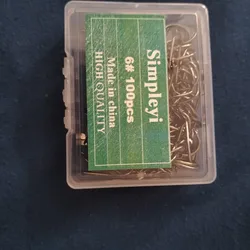 Simpleyi
6# 100pcs
Made in china
HIGH QUALITY